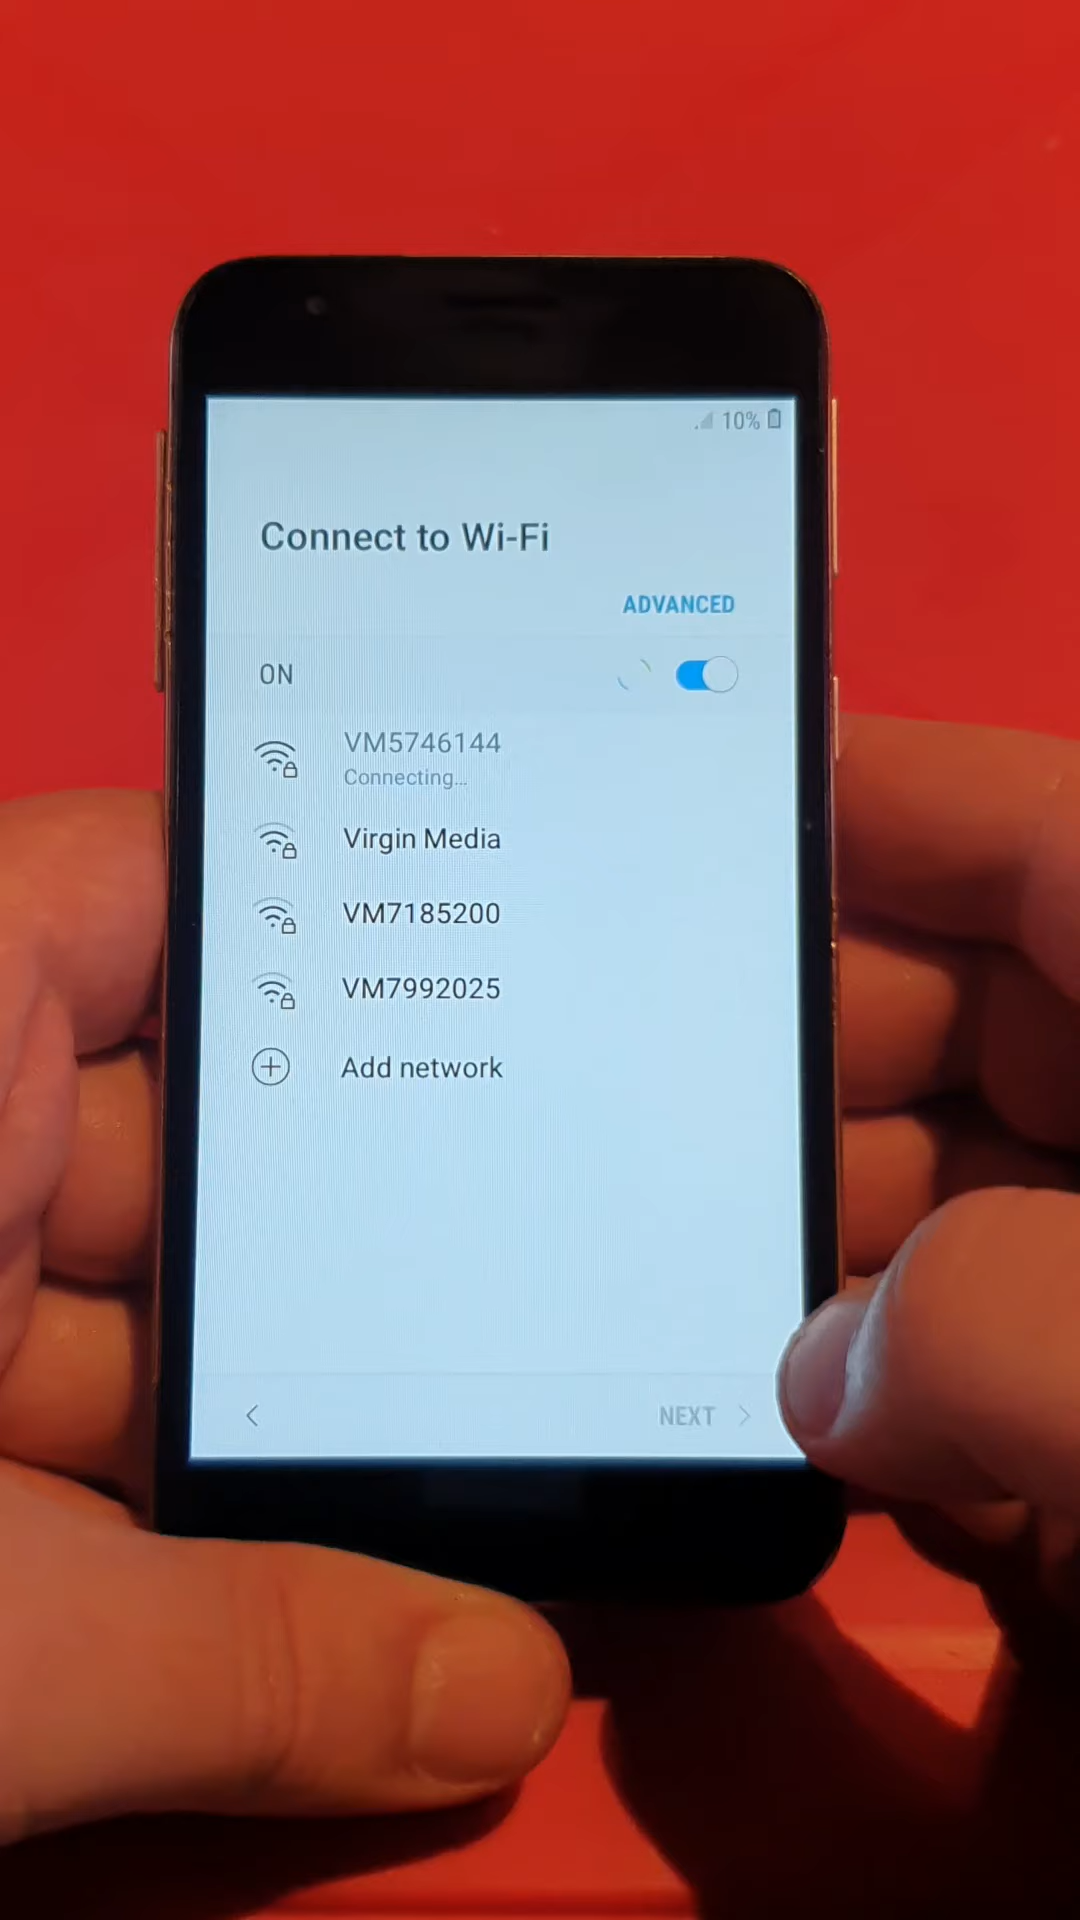 10%
Connect to Wi-Fi
ADVANCED
ON
VM5746144
Connecting...
Virgin Media
VM7185200
VM7992025
Add network
NEXT